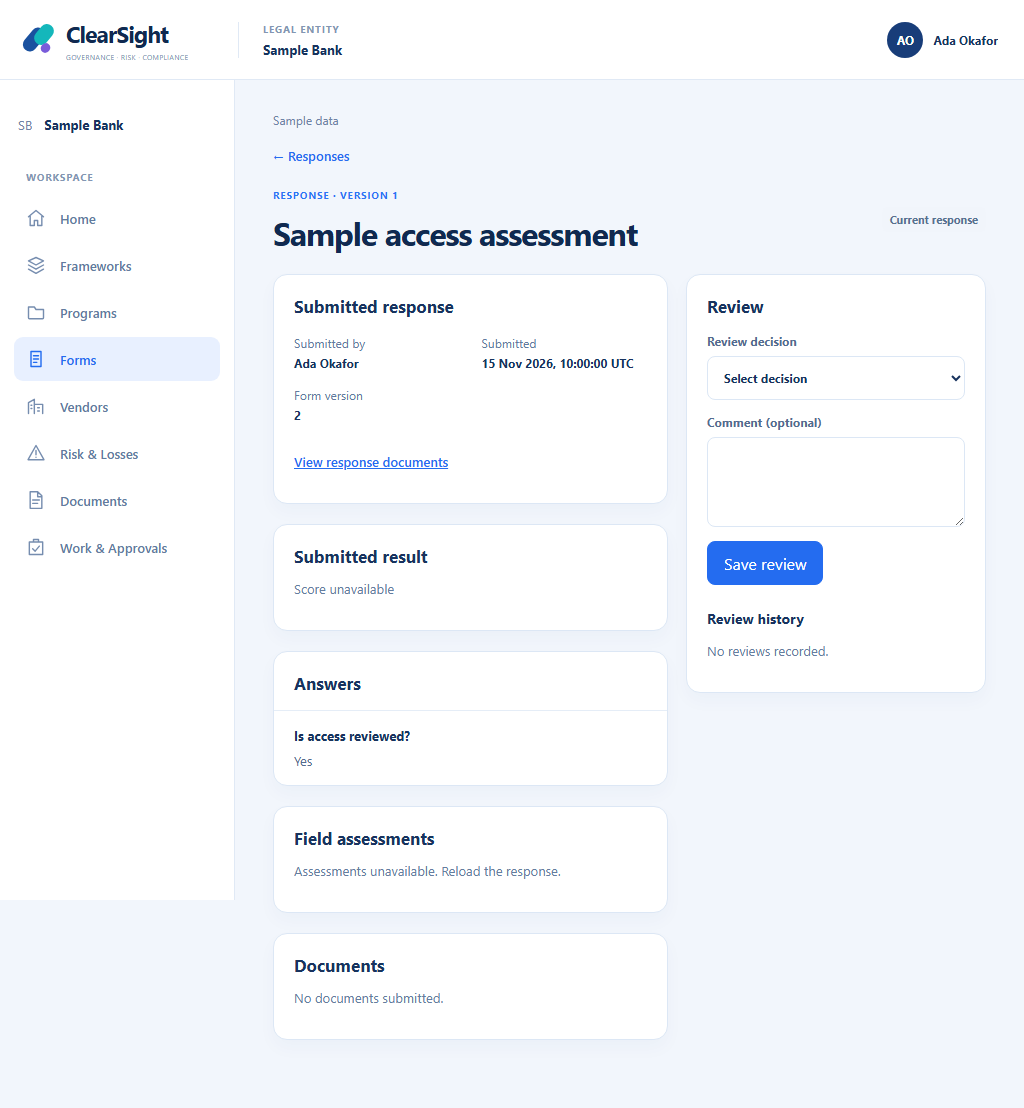 ClearSight
GOVERNANCE · RISK · COMPLIANCE
LEGAL ENTITY
Sample Bank
AO
Ada Okafor
SB
Sample Bank
WORKSPACE
Home
Frameworks
Programs
Forms
Vendors
Risk & Losses
Documents
Work & Approvals
Sample data
← Responses
RESPONSE · VERSION 1
Sample access assessment
Current response
Submitted response
Submitted by
Ada Okafor
Submitted
15 Nov 2026, 10:00:00 UTC
Form version
2
View response documents
Submitted result
Score unavailable
Answers
Is access reviewed?
Yes
Field assessments
Assessments unavailable. Reload the response.
Documents
No documents submitted.
Review
Review decision
Select decision
Comment (optional)
Save review
Review history
No reviews recorded.